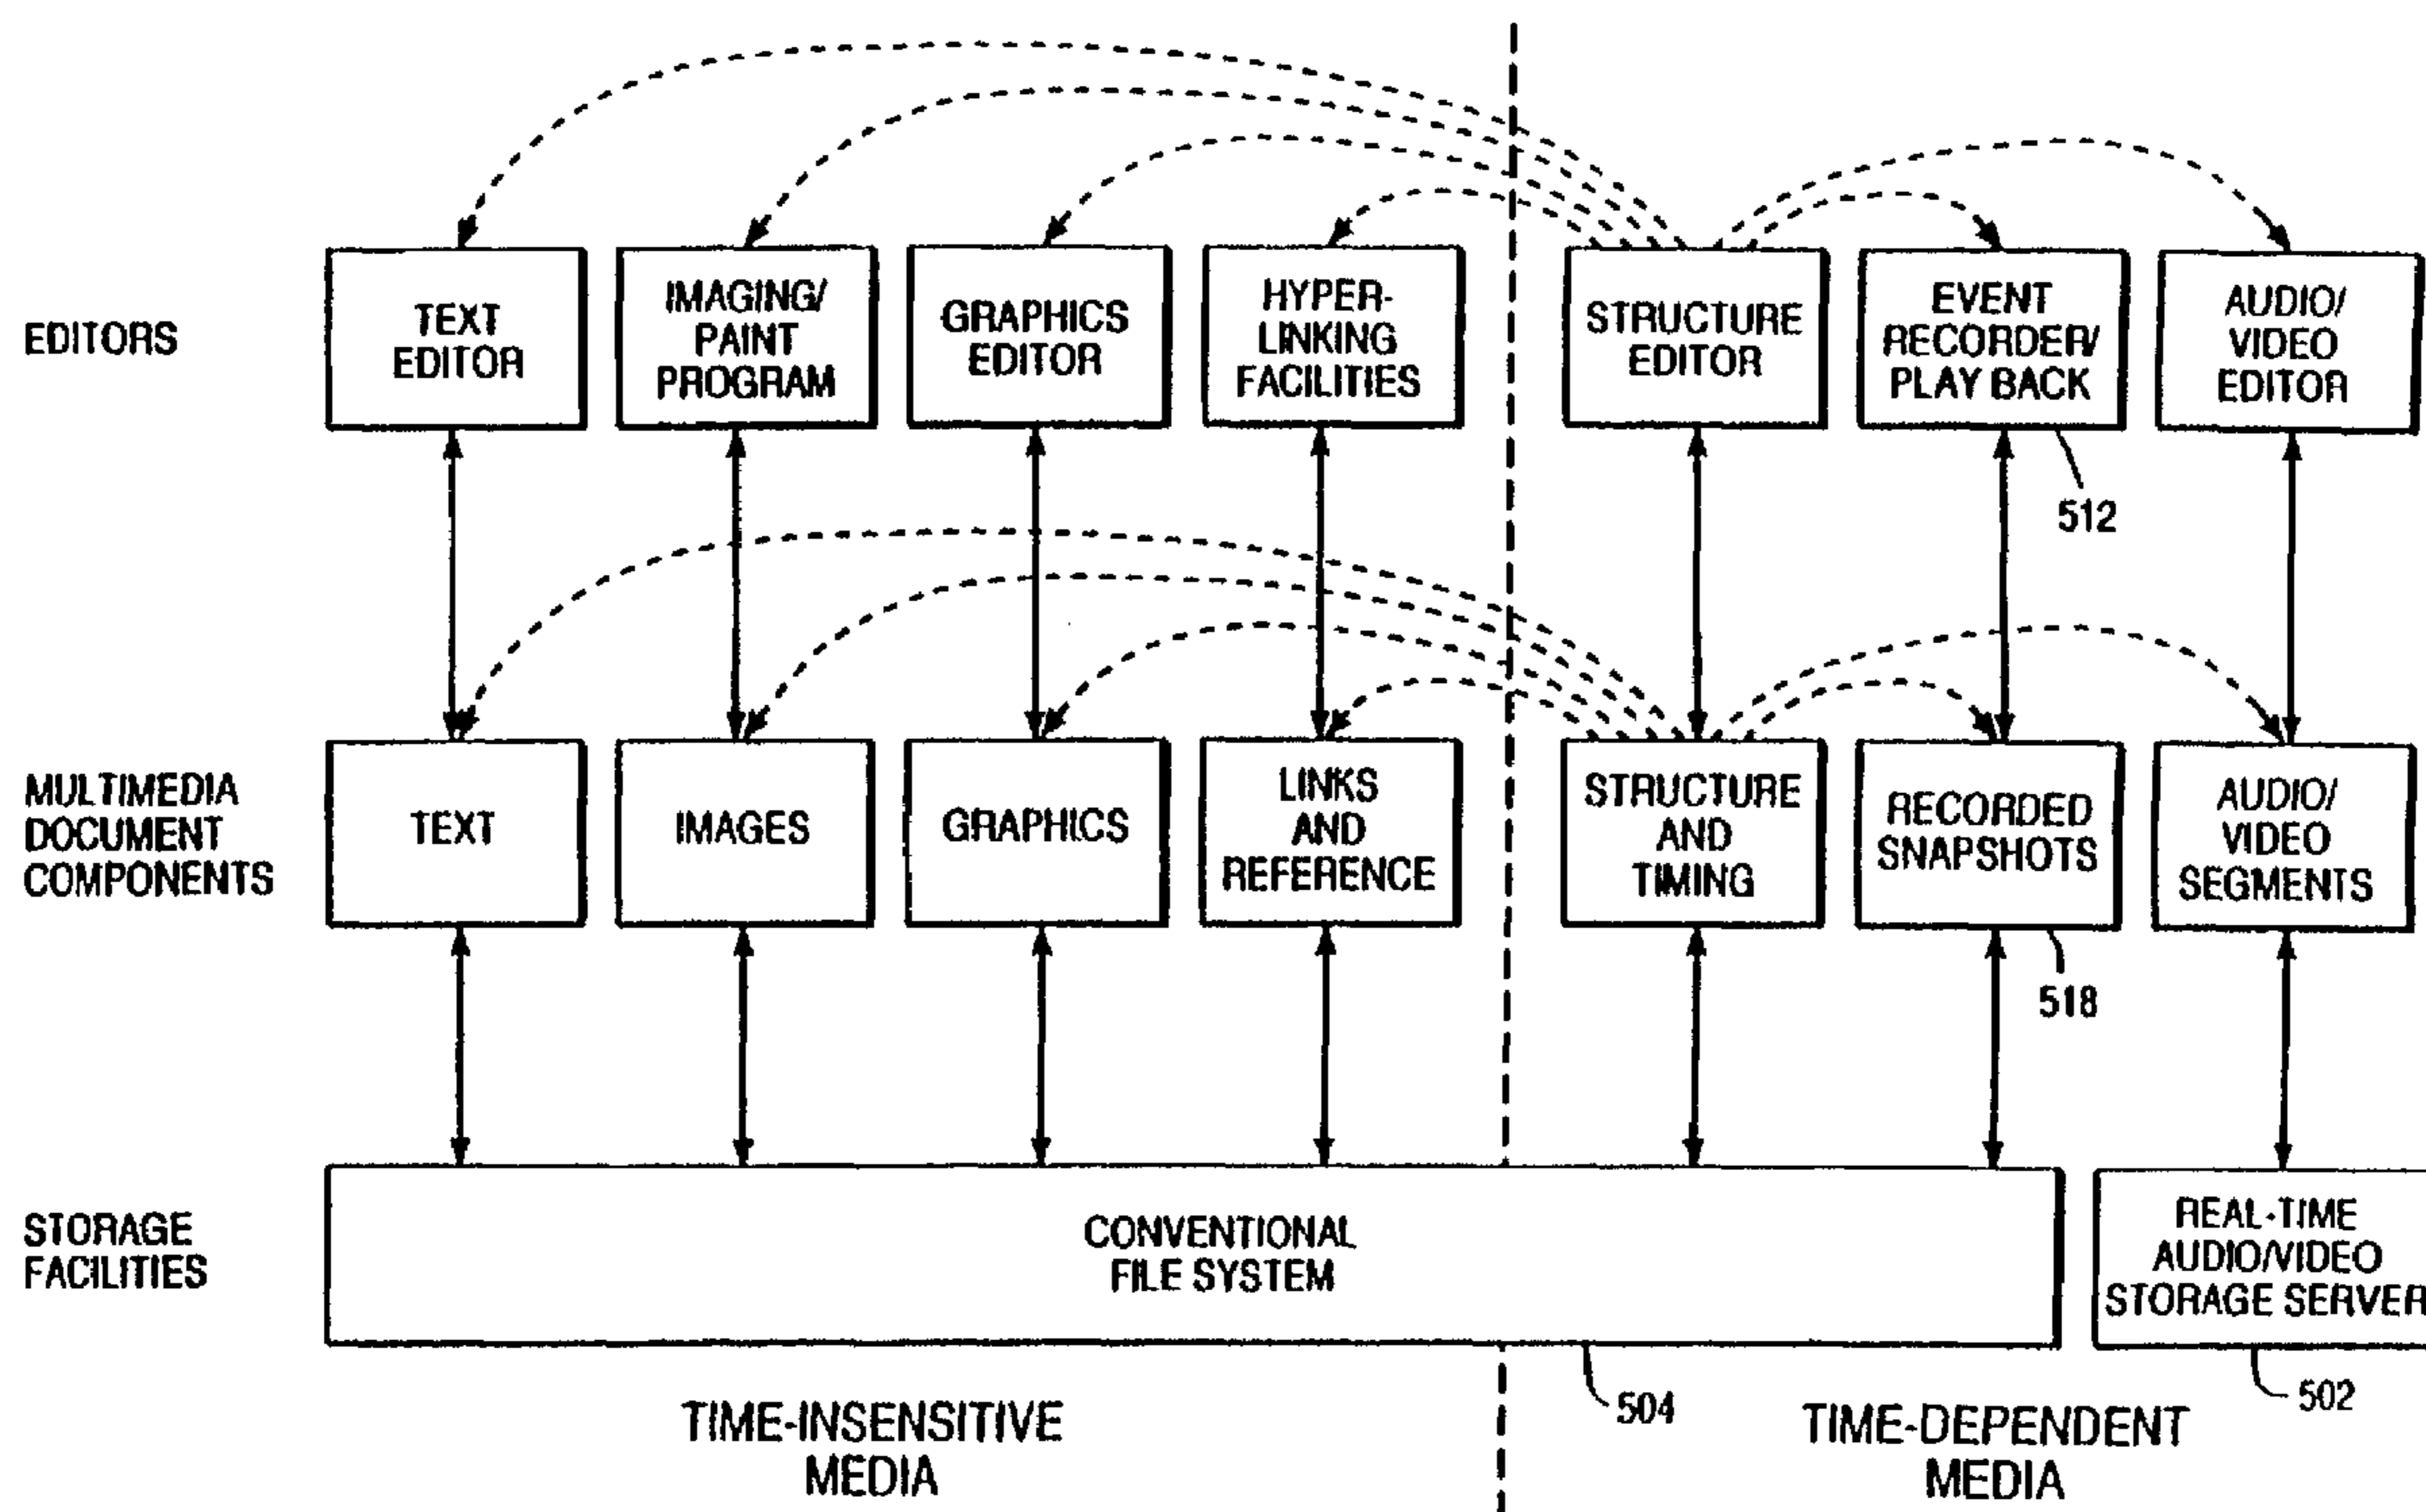 EDITORS
TEXT
EDITOR
IMAGING/
PAINT
PROGRAM
GRAPHICS
EDITOR
HYPER-
LINKING
FACILITIES
STRUCTURE
EDITOR
EVENT
RECORDER/
PLAY BACK
AUDIO/
VIDEO
EDITOR
512
MULTIMEDIA
DOCUMENT
COMPONENTS
TEXT
IMAGES
GRAPHICS
LINKS
AND
REFERENCE
STRUCTURE
AND
TIMING
RECORDED
SNAPSHOTS
AUDIO/
VIDEO
SEGMENTS
518
STORAGE
FACILITIES
CONVENTIONAL
FILE SYSTEM
REAL-TIME
AUDIO/VIDEO
STORAGE SERVER
504
502
TIME-INSENSITIVE
MEDIA
TIME-DEPENDENT
MEDIA